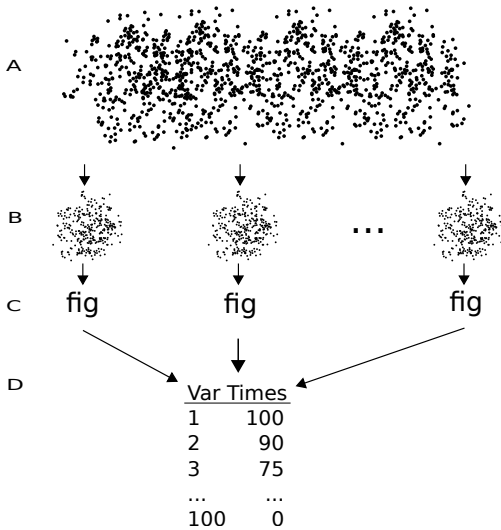 A
B
...
C
fig fig fig
D
Var Times
1 100
2 90
3 75
... ...
100 0